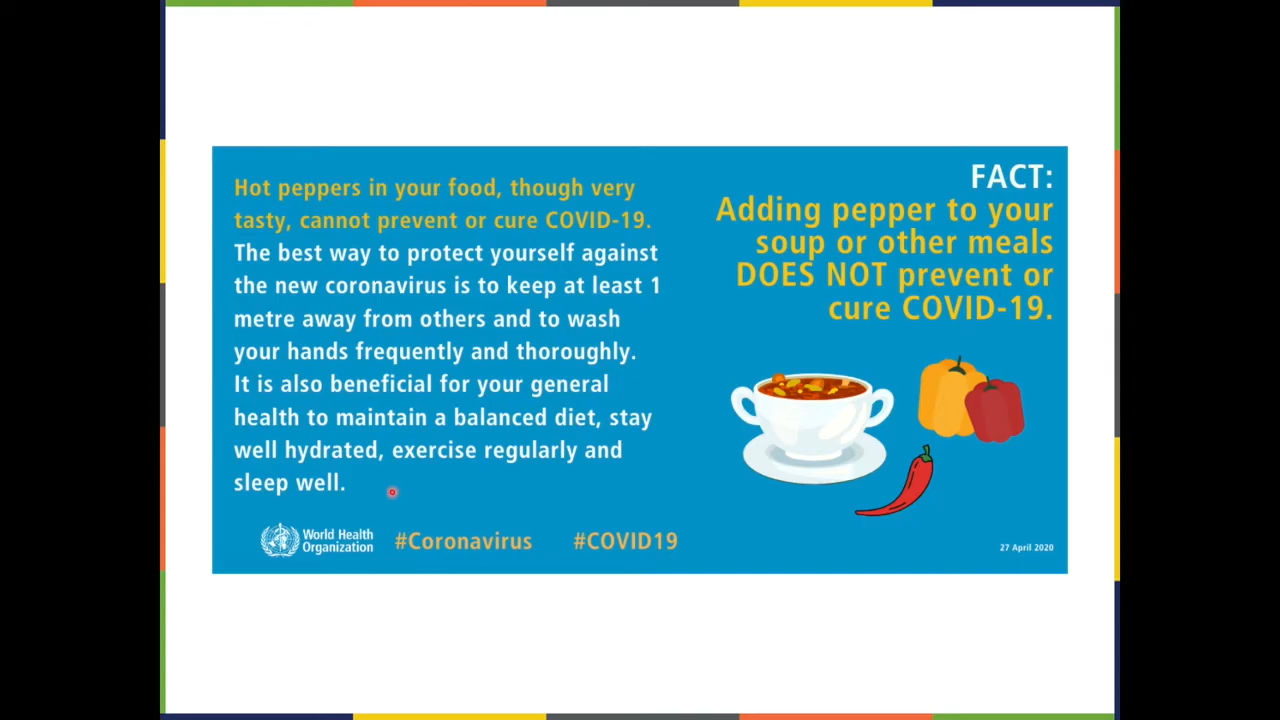 Hot peppers in your food, though very
tasty, cannot prevent or cure COVID-19.
The best way to protect yourself against
the new coronavirus is to keep at least 1
metre away from others and to wash
your hands frequently and thoroughly.
It is also beneficial for your general
health to maintain a balanced diet, stay
well hydrated, exercise regularly and
sleep well.
World Health
Organization
#Coronavirus #COVID19
FACT:
Adding pepper to your
soup or other meals
DOES NOT prevent or
cure COVID-19.
27 April 2020